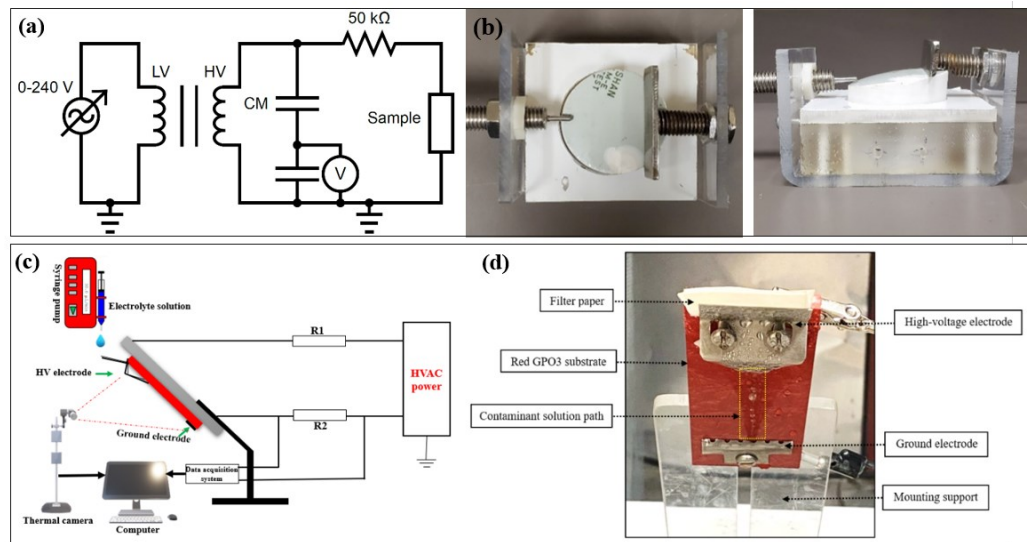 (a)
50 kΩ
0-240 V
LV
HV
CM
Sample
V
(b)
SHAN
M-E
TEST
(c)
Syringe pump
Electrolyte solution
HV electrode
Ground electrode
Thermal camera
Computer
Data acquisition
system
R1
R2
HVAC
power
(d)
Filter paper
High-voltage electrode
Red GPO3 substrate
Contaminant solution path
Ground electrode
Mounting support